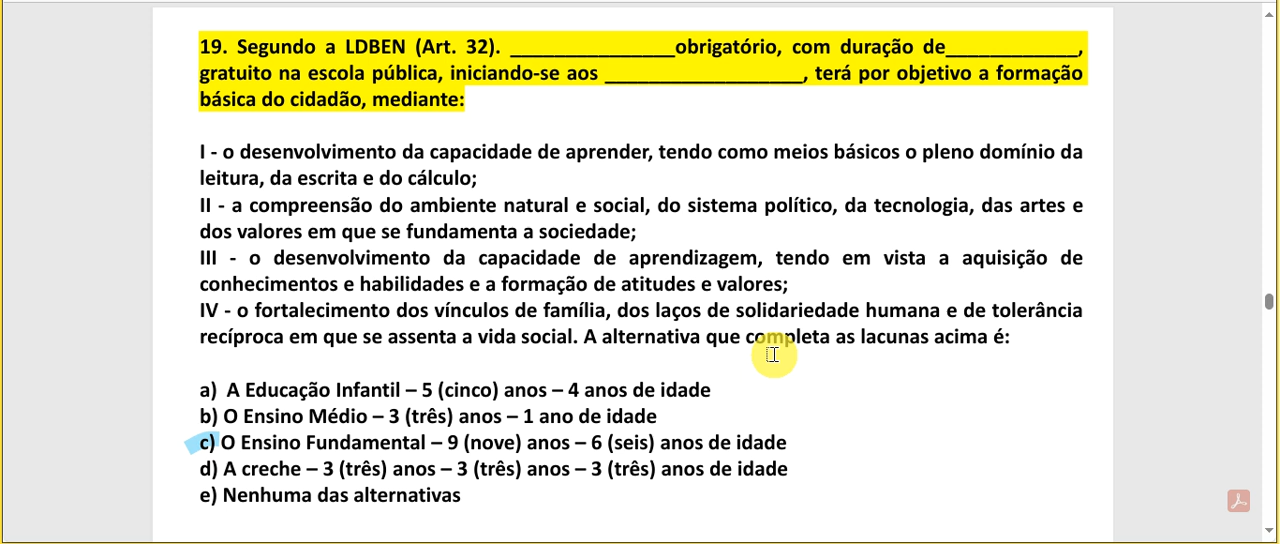 19. Segundo a LDBEN (Art. 32). _______________obrigatório, com duração de____________,
gratuito na escola pública, iniciando-se aos __________________, terá por objetivo a formação
básica do cidadão, mediante:
I - o desenvolvimento da capacidade de aprender, tendo como meios básicos o pleno domínio da
leitura, da escrita e do cálculo;
II - a compreensão do ambiente natural e social, do sistema político, da tecnologia, das artes e
dos valores em que se fundamenta a sociedade;
III - o desenvolvimento da capacidade de aprendizagem, tendo em vista a aquisição de
conhecimentos e habilidades e a formação de atitudes e valores;
IV - o fortalecimento dos vínculos de família, dos laços de solidariedade humana e de tolerância
recíproca em que se assenta a vida social. A alternativa que completa as lacunas acima é:
a) A Educação Infantil – 5 (cinco) anos – 4 anos de idade
b) O Ensino Médio – 3 (três) anos – 1 ano de idade
c) O Ensino Fundamental – 9 (nove) anos – 6 (seis) anos de idade
d) A creche – 3 (três) anos – 3 (três) anos – 3 (três) anos de idade
e) Nenhuma das alternativas